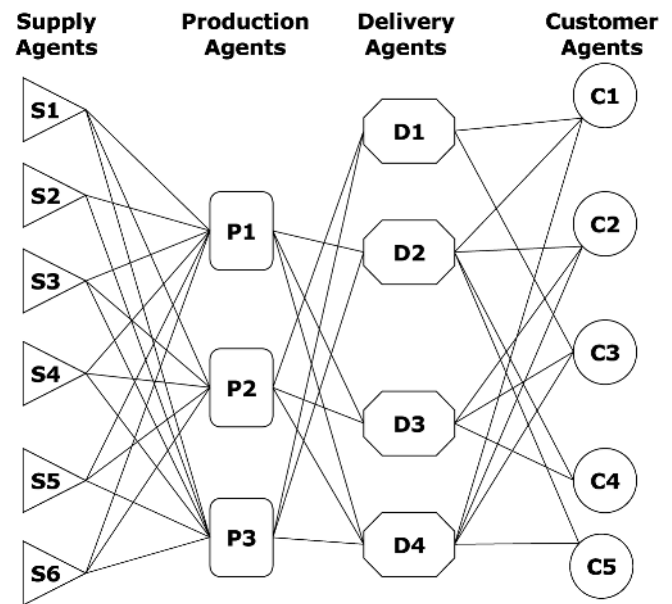 Supply Agents
Production Agents
Delivery Agents
Customer Agents
S1
S2
S3
S4
S5
S6
P1
P2
P3
D1
D2
D3
D4
C1
C2
C3
C4
C5